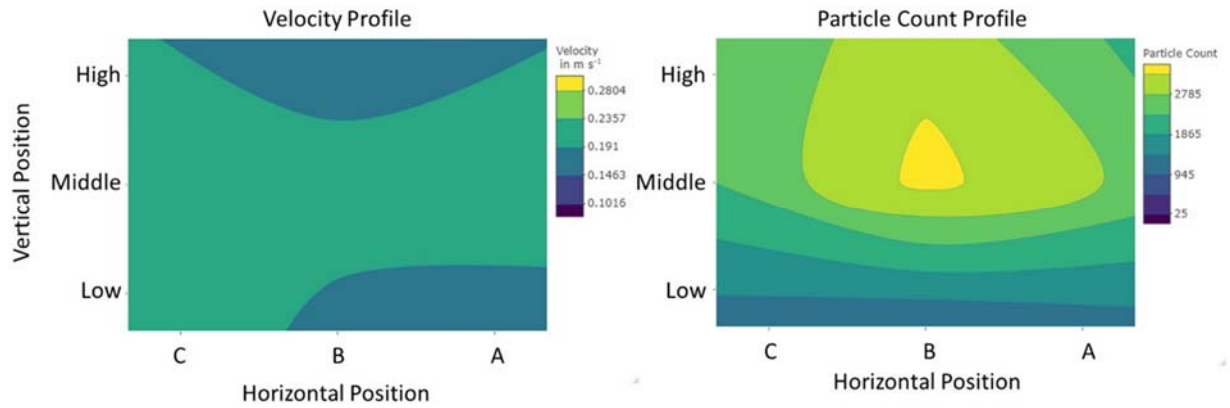 Velocity Profile
Velocity
in m s⁻¹
0.2804
0.2357
0.191
0.1463
0.1016
High
Middle
Low
Vertical Position
C B A
Horizontal Position
Particle Count Profile
Particle Count
2785
1865
945
25
High
Middle
Low
C B A
Horizontal Position